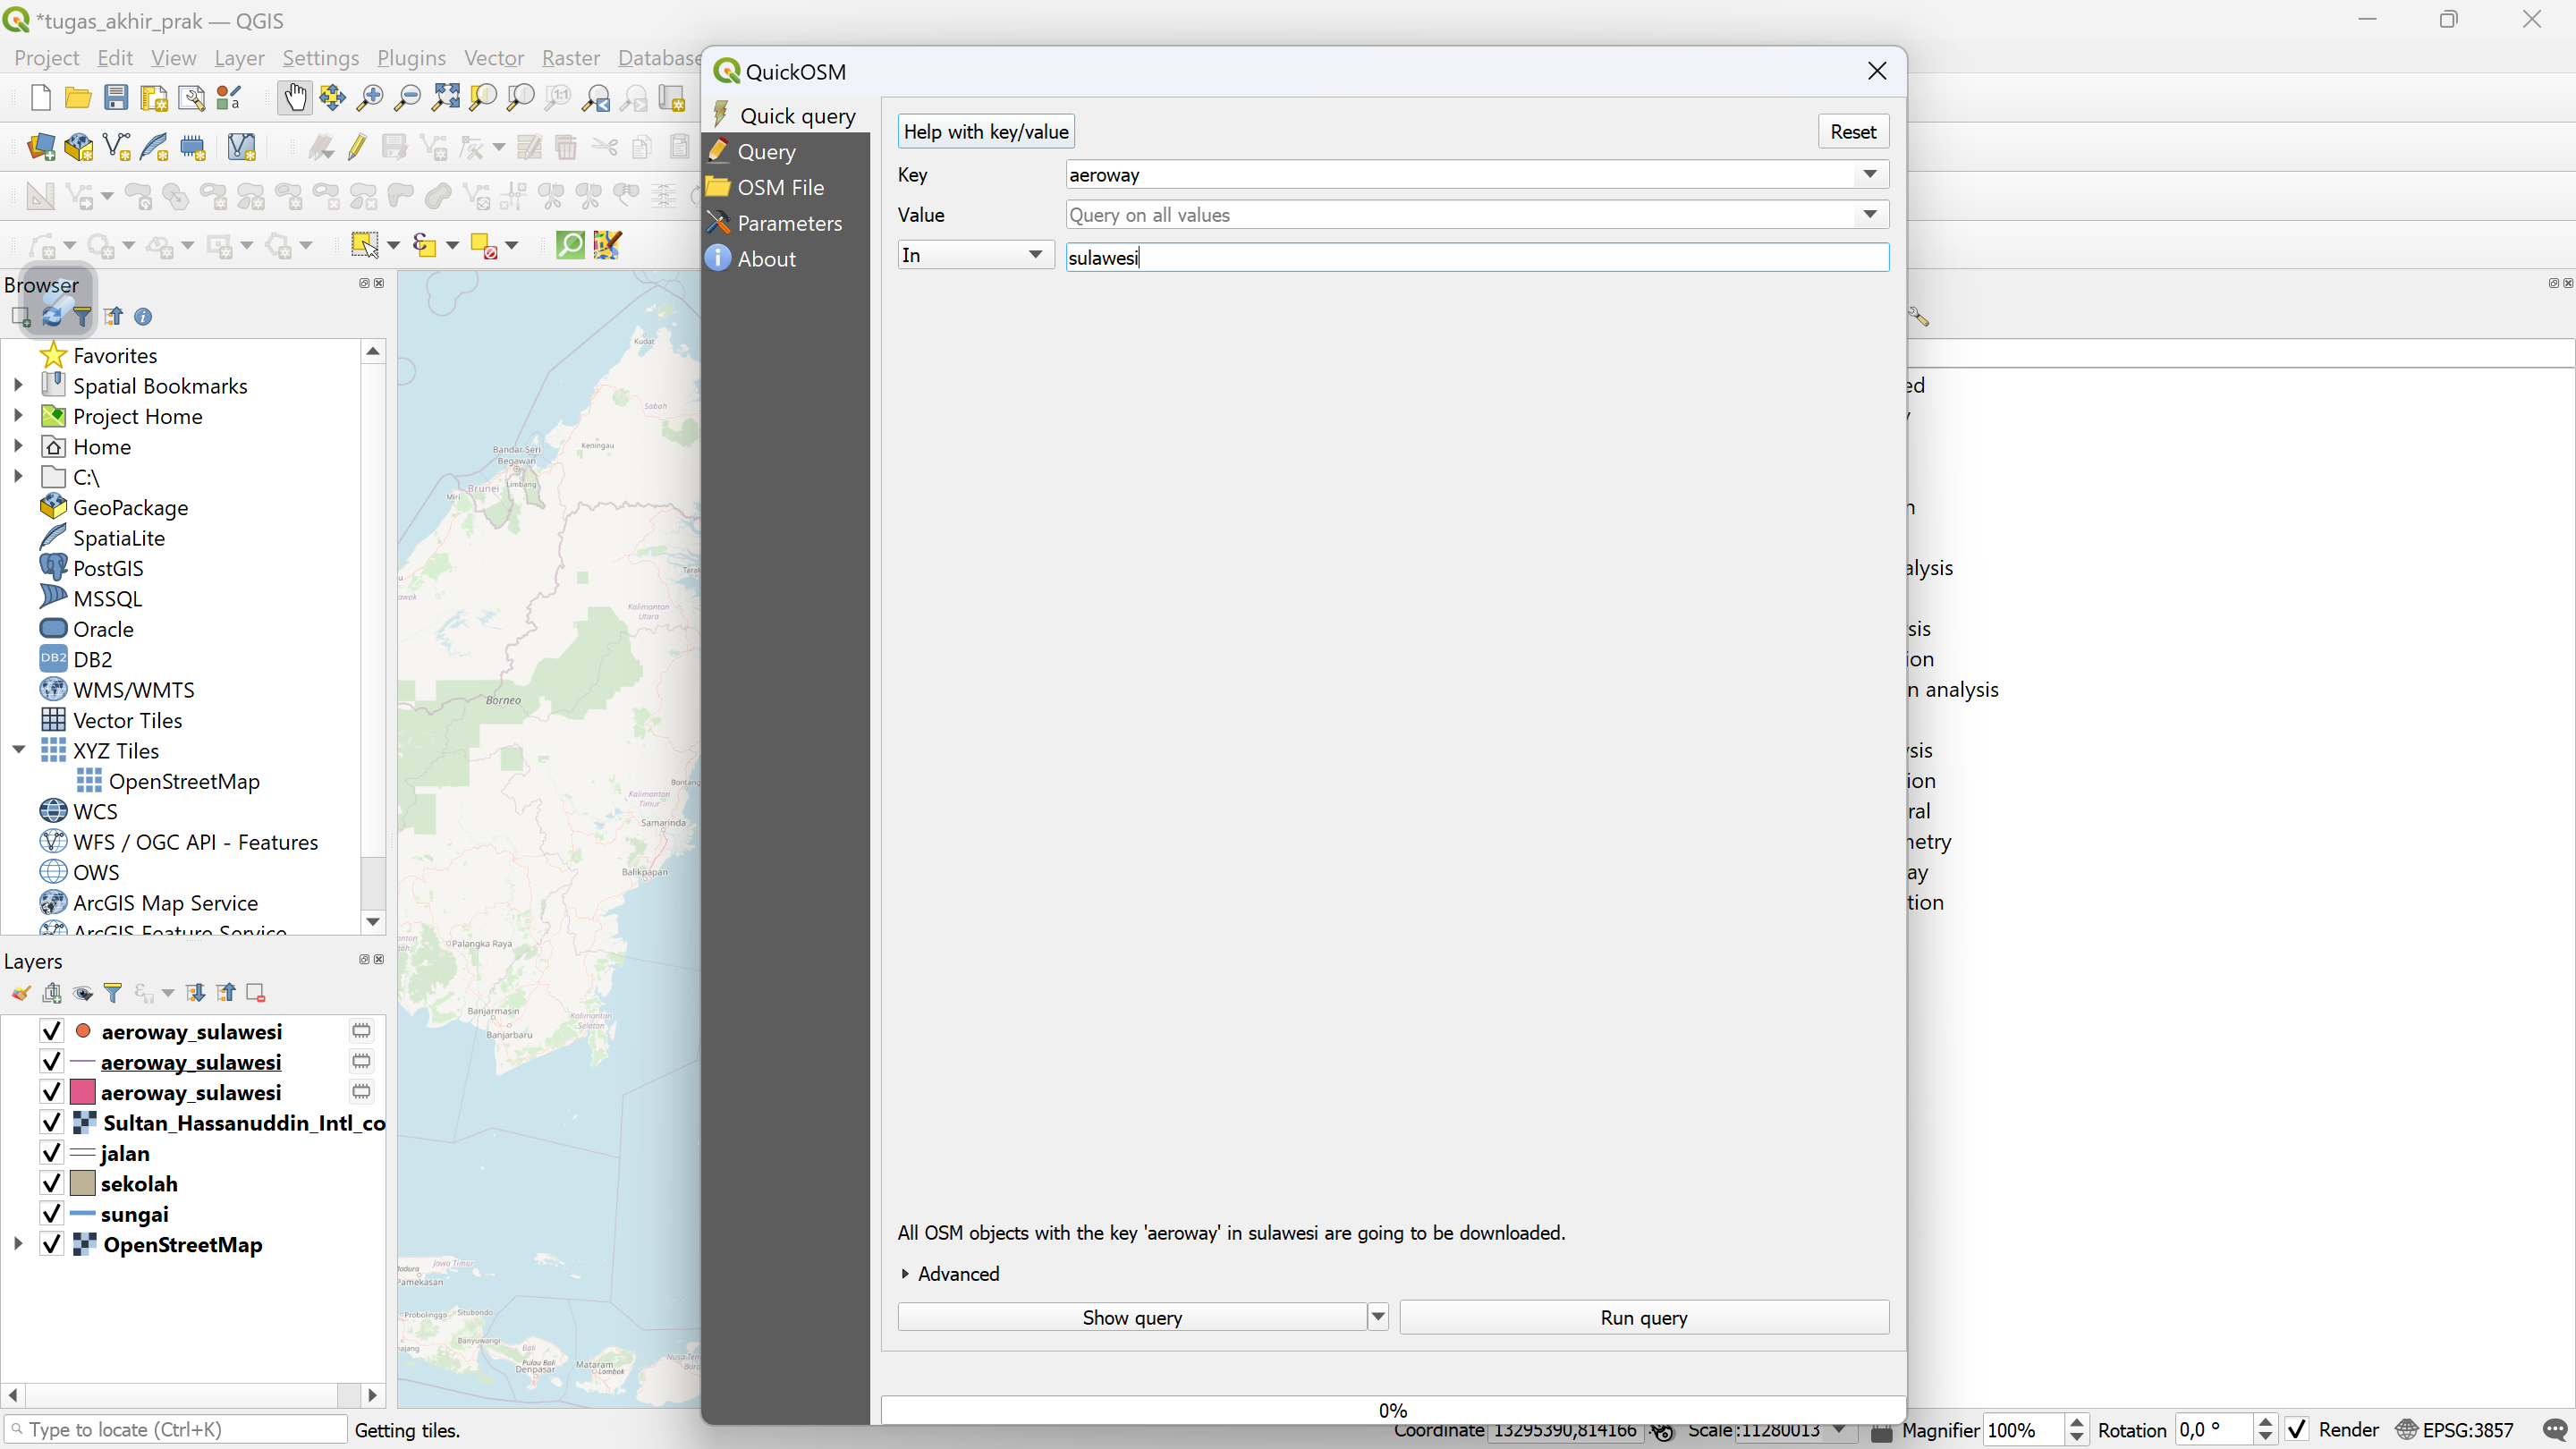 *tugas_akhir_prak — QGIS
Project Edit View Layer Settings Plugins Vector Raster Database
QuickOSM
Quick query
Query
OSM File
Parameters
About
Help with key/value
Reset
Key
aeroway
Value
Query on all values
In
sulawesi
All OSM objects with the key 'aeroway' in sulawesi are going to be downloaded.
Advanced
Show query
Run query
0%
Browser
Favorites
Spatial Bookmarks
Project Home
Home
C:\
GeoPackage
SpatiaLite
PostGIS
MSSQL
Oracle
DB2
DB2
WMS/WMTS
Vector Tiles
XYZ Tiles
OpenStreetMap
WCS
WFS / OGC API - Features
OWS
ArcGIS Map Service
ArcGIS Feature Service
Layers
aeroway_sulawesi
aeroway_sulawesi
aeroway_sulawesi
Sultan_Hassanuddin_Intl_co
jalan
sekolah
sungai
OpenStreetMap
Kudat
Sabah
Keningau
Bandar Seri
Begawan
Limbang
Brunei
Miri
Kalimantan
Utara
Borneo
Bontang
Kalimantan
Timur
Samarinda
Balikpapan
Palangka Raya
Banjarmasin
Banjarbaru
Kalimantan
Selatan
Jawa Timur
Pamekasan
Probolinggo
Situbondo
Banyuwangi
Bali
Pulau Bali
Denpasar
Mataram
Lombok
ed
y
n
alysis
sis
ion
n analysis
sis
ion
ral
netry
ay
tion
Type to locate (Ctrl+K)
Getting tiles.
Coordinate 13295390,814166
Scale :11280013
Magnifier 100%
Rotation 0,0 °
Render
EPSG:3857